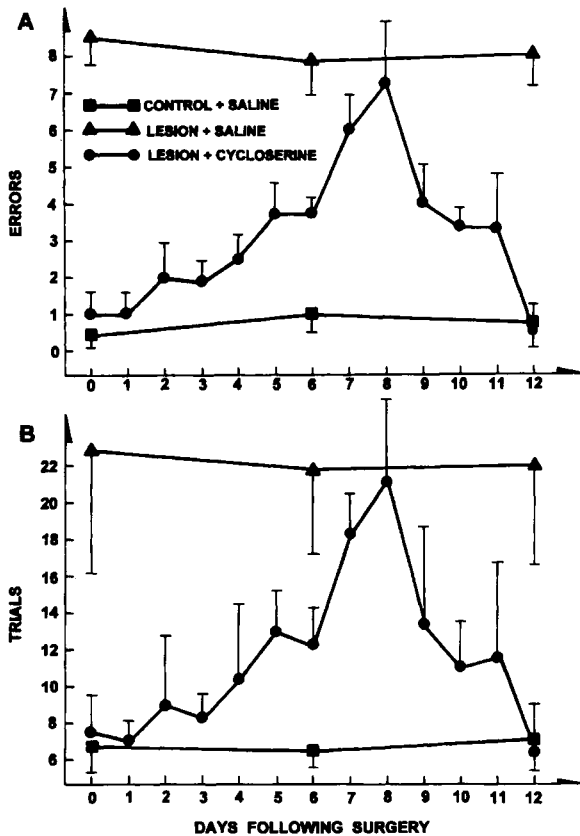 A
8
7
6
5
4
3
2
1
0
ERRORS
CONTROL + SALINE
LESION + SALINE
LESION + CYCLOSERINE
0 1 2 3 4 5 6 7 8 9 10 11 12
B
22
20
18
16
14
12
10
8
6
TRIALS
0 1 2 3 4 5 6 7 8 9 10 11 12
DAYS FOLLOWING SURGERY